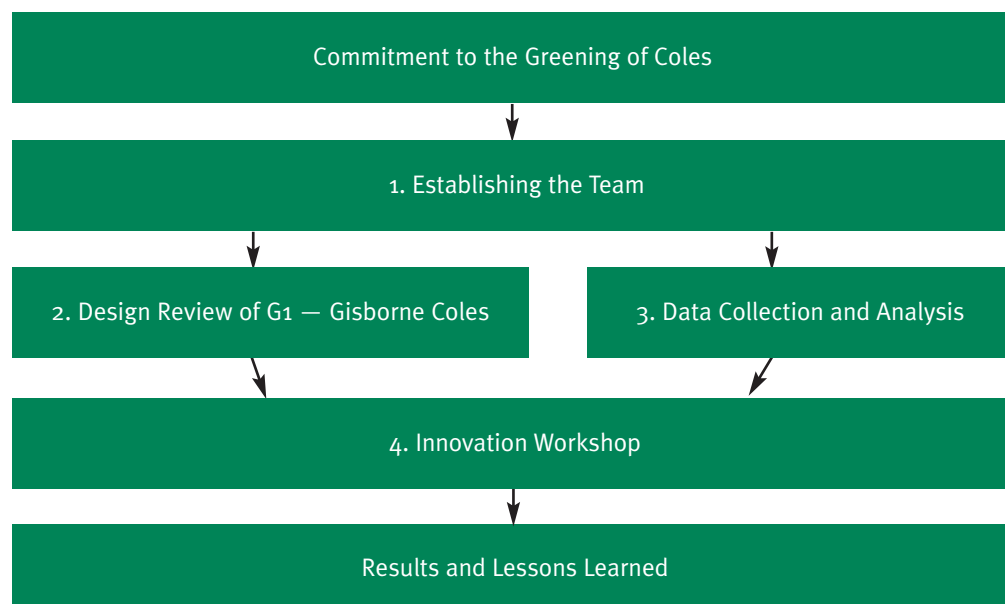 Commitment to the Greening of Coles
1. Establishing the Team
2. Design Review of G1 — Gisborne Coles
3. Data Collection and Analysis
4. Innovation Workshop
Results and Lessons Learned